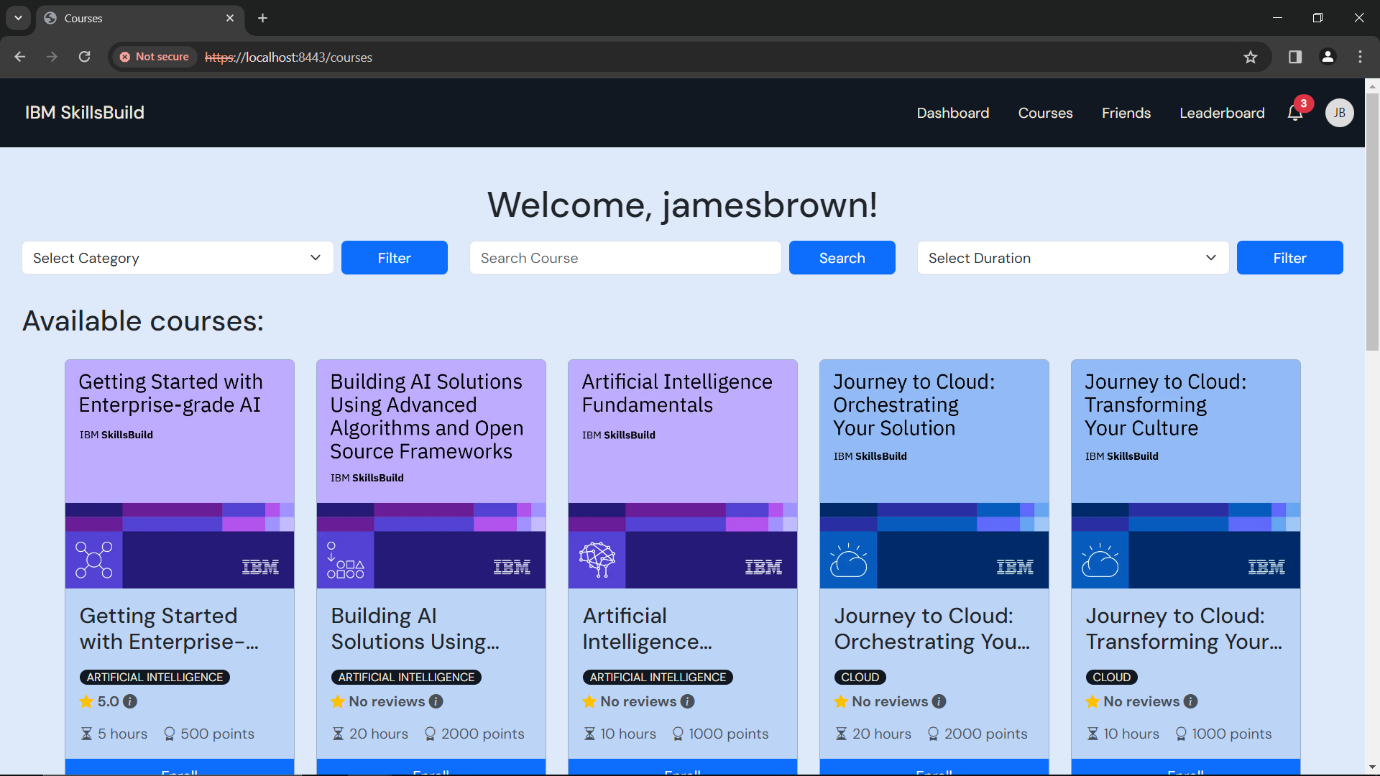 Courses
Not secure
https://localhost:8443/courses
IBM SkillsBuild
Dashboard
Courses
Friends
Leaderboard
3
JB
Welcome, jamesbrown!
Select Category
Filter
Search Course
Search
Select Duration
Filter
Available courses:
Getting Started with
Enterprise-grade AI
IBM SkillsBuild
IBM
Getting Started
with Enterprise-...
ARTIFICIAL INTELLIGENCE
5.0
5 hours
500 points
Enroll
Building AI Solutions
Using Advanced
Algorithms and Open
Source Frameworks
IBM SkillsBuild
IBM
Building AI
Solutions Using...
ARTIFICIAL INTELLIGENCE
No reviews
20 hours
2000 points
Enroll
Artificial Intelligence
Fundamentals
IBM SkillsBuild
IBM
Artificial
Intelligence...
ARTIFICIAL INTELLIGENCE
No reviews
10 hours
1000 points
Enroll
Journey to Cloud:
Orchestrating
Your Solution
IBM SkillsBuild
IBM
Journey to Cloud:
Orchestrating You...
CLOUD
No reviews
20 hours
2000 points
Enroll
Journey to Cloud:
Transforming
Your Culture
IBM SkillsBuild
IBM
Journey to Cloud:
Transforming Your...
CLOUD
No reviews
10 hours
1000 points
Enroll